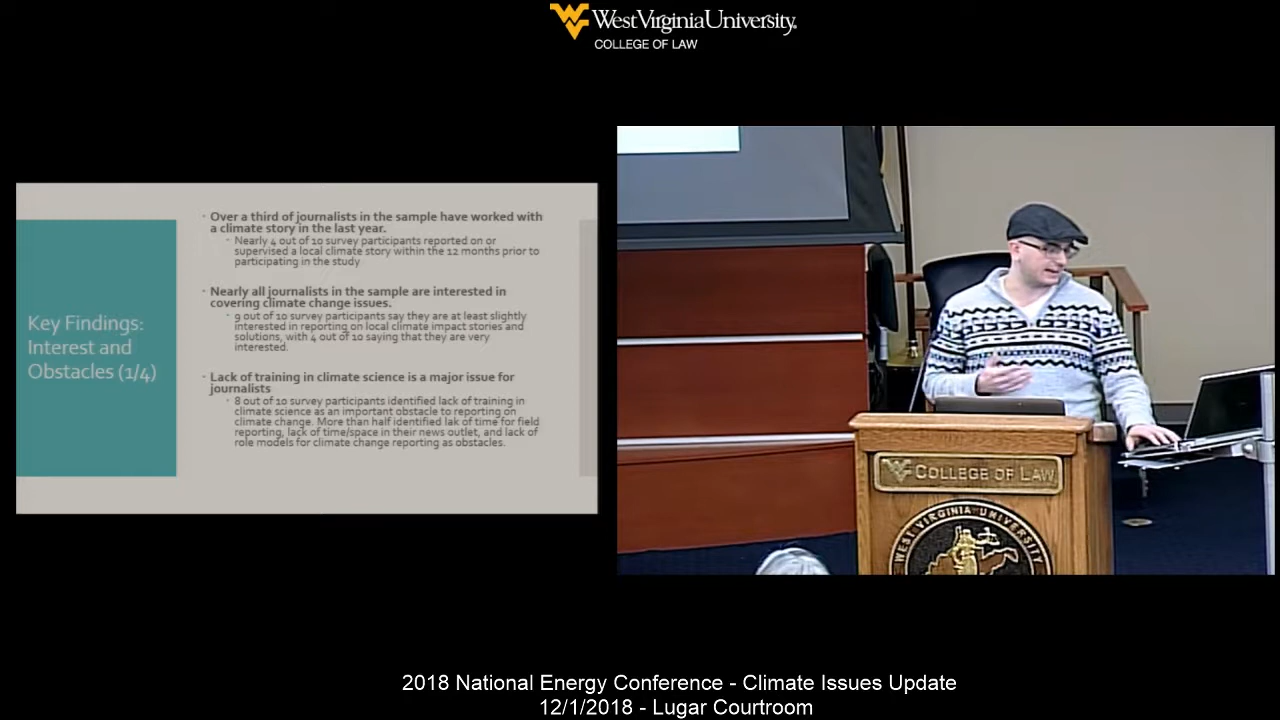 WestVirginiaUniversity®
COLLEGE OF LAW
Key Findings:
Interest and
Obstacles (1/4)
Over a third of journalists in the sample have worked with
a climate story in the last year.
Nearly 4 out of 10 survey participants reported on or
supervised a local climate story within the 12 months prior to
participating in the study
Nearly all journalists in the sample are interested in
covering climate change issues.
9 out of 10 survey participants say they are at least slightly
interested in reporting on local climate impact stories and
solutions, with 4 out of 10 saying that they are very
interested.
Lack of training in climate science is a major issue for
journalists
8 out of 10 survey participants identified lack of training in
climate science as an important obstacle to reporting on
climate change. More than half identified lak of time for field
reporting, lack of time/space in their news outlet, and lack of
role models for climate change reporting as obstacles.
COLLEGE OF LAW
WEST VIRGINIA UNIVERSITY
2018 National Energy Conference - Climate Issues Update
12/1/2018 - Lugar Courtroom